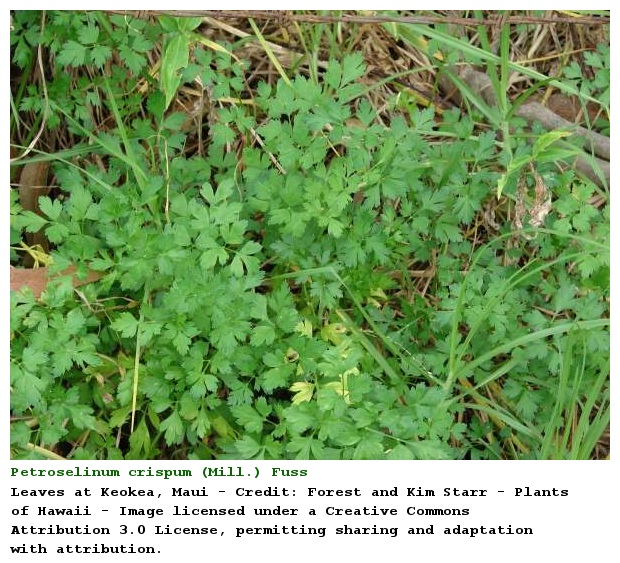 Petroselinum crispum (Mill.) Fuss
Leaves at Keokea, Maui - Credit: Forest and Kim Starr - Plants
of Hawaii - Image licensed under a Creative Commons
Attribution 3.0 License, permitting sharing and adaptation
with attribution.